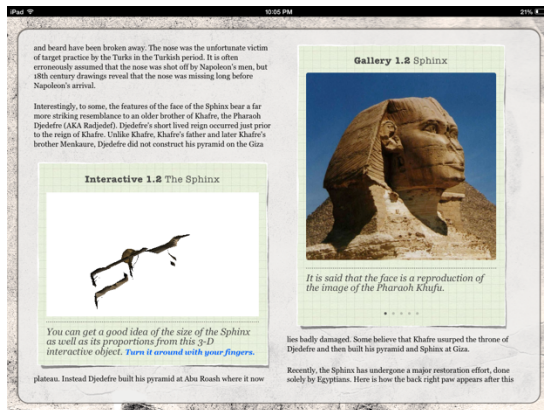 iPad
10:05 PM
21%
and beard have been broken away. The nose was the unfortunate victim
of target practice by the Turks in the Turkish period. It is often
erroneously assumed that the nose was shot off by Napoleon's men, but
18th century drawings reveal that the nose was missing long before
Napoleon's arrival.
Interestingly, to some, the features of the face of the Sphinx bear a far
more striking resemblance to an older brother of Khafre, the Pharaoh
Djedefre (AKA Radjedef). Djedefre's short lived reign occurred just prior
to the reign of Khafre. Unlike Khafre, Khafre's father and later Khafre's
brother Menkaure, Djedefre did not construct his pyramid on the Giza
Interactive 1.2 The Sphinx
You can get a good idea of the size of the Sphinx
as well as its proportions from this 3-D
interactive object. Turn it around with your fingers.
plateau. Instead Djedefre built his pyramid at Abu Roash where it now
Gallery 1.2 Sphinx
It is said that the face is a reproduction of
the image of the Pharaoh Khufu.
lies badly damaged. Some believe that Khafre usurped the throne of
Djedefre and then built his pyramid and Sphinx at Giza.
Recently, the Sphinx has undergone a major restoration effort, done
solely by Egyptians. Here is how the back right paw appears after this